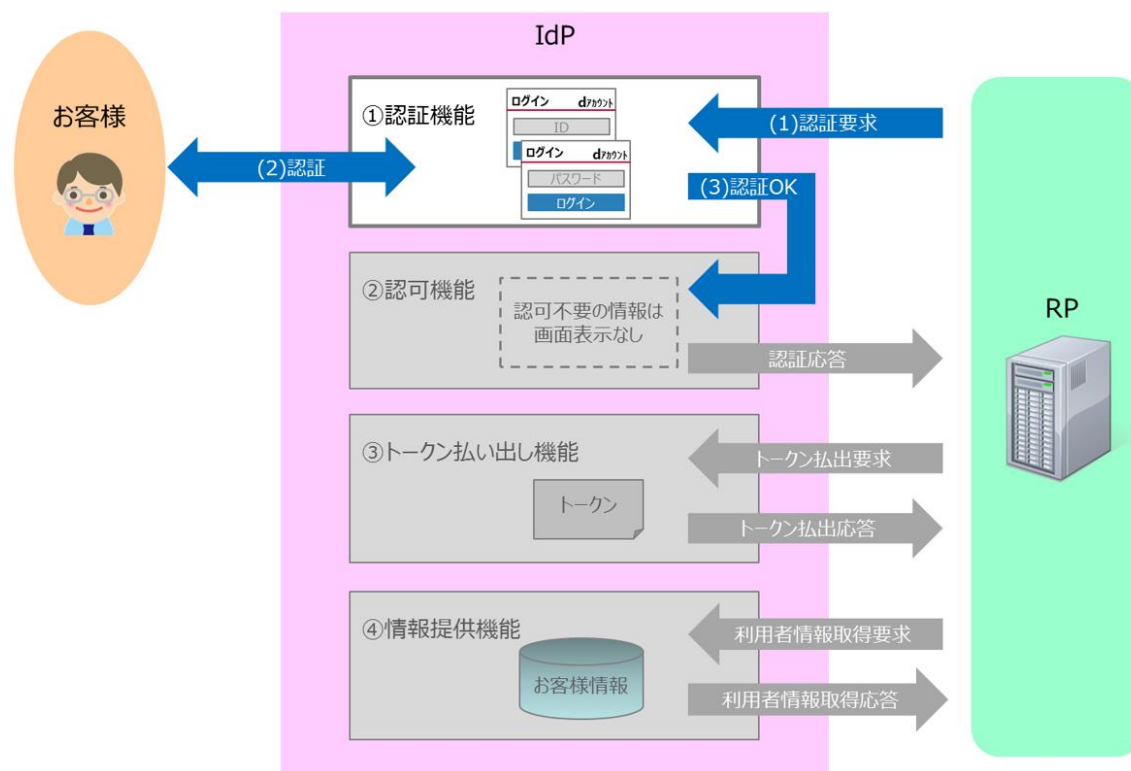 IdP
お客様
①認証機能
ログイン dアカウント
ID
ログイン dアカウント
パスワード
ログイン
(1)認証要求
(2)認証
(3)認証OK
②認可機能
認可不要の情報は
画面表示なし
認証応答
RP
③トークン払い出し機能
トークン
トークン払出要求
トークン払出応答
④情報提供機能
お客様情報
利用者情報取得要求
利用者情報取得応答